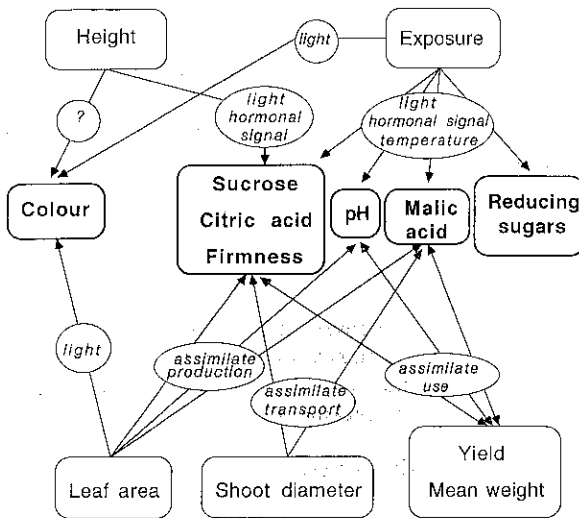 Height
light
Exposure
?
light
hormonal
signal
light
hormonal signal
temperature
Colour
Sucrose
Citric acid
Firmness
pH
Malic
acid
Reducing
sugars
light
assimilate
production
assimilate
transport
assimilate
use
Leaf area
Shoot diameter
Yield
Mean weight